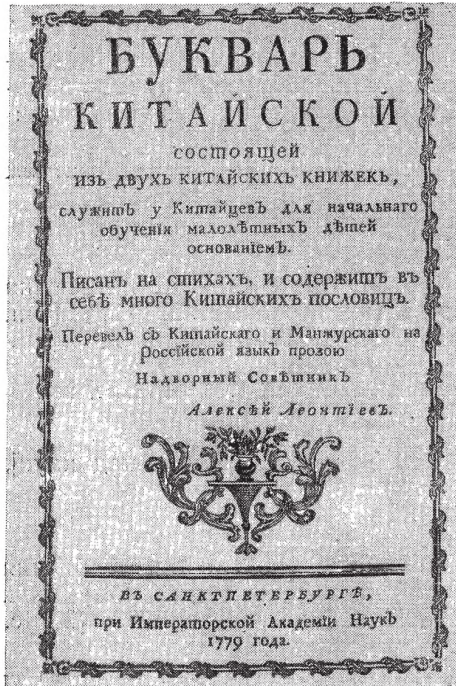 БУКВАРЬ
КИТАЙСКОЙ
состоящей
ИЗЪ ДВУХЪ КИТАЙСКИХЪ КНИЖЕКЪ,
служитъ у Китайцевъ для начальнаго
обученія малолѣтныхъ дѣтей
основаніемъ.
Писанъ на стихахъ, и содержитъ въ
себѣ много Китайскихъ пословицъ.
Перевелъ съ Китайскаго и Манжурскаго на
Россійской языкъ прозою
Надворный Совѣтникъ
Алексѣй Леонтіевъ.
ВЪ САНКТПЕТЕРБУРГѢ,
при Императорской Академіи Наукъ
1779 года.